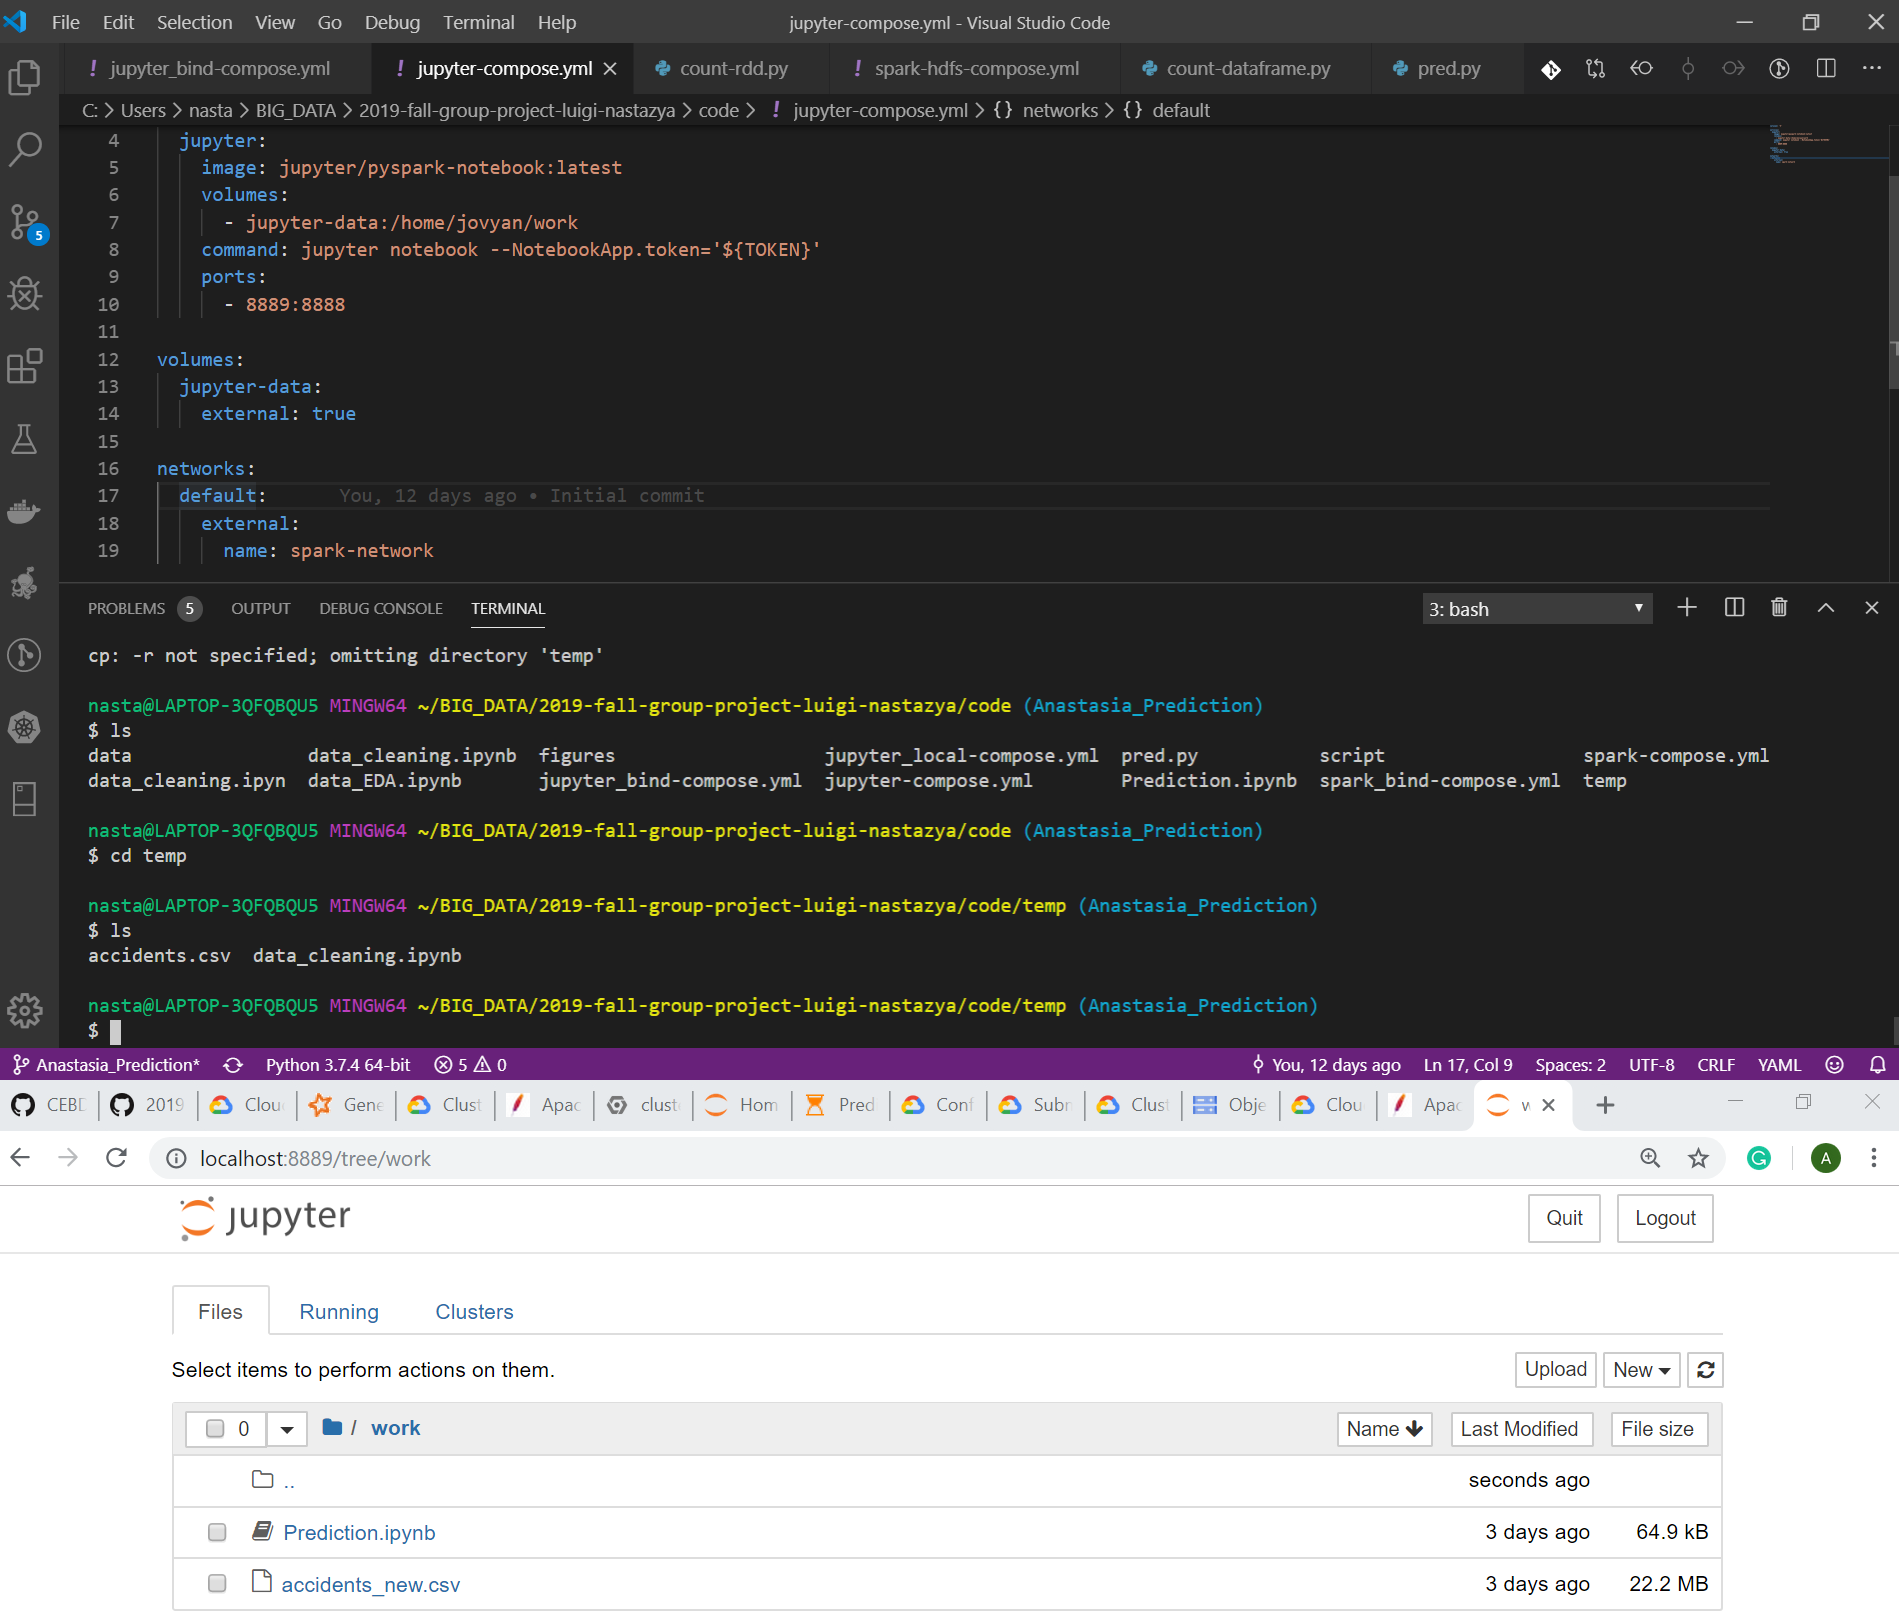 File Edit Selection View Go Debug Terminal Help jupyter-compose.yml - Visual Studio Code
! jupyter_bind-compose.yml ! jupyter-compose.yml count-rdd.py ! spark-hdfs-compose.yml count-dataframe.py pred.py
C: > Users > nasta > BIG_DATA > 2019-fall-group-project-luigi-nastazya > code > ! jupyter-compose.yml > {} networks > {} default
4 jupyter:
5 image: jupyter/pyspark-notebook:latest
6 volumes:
7 - jupyter-data:/home/jovyan/work
8 command: jupyter notebook --NotebookApp.token='${TOKEN}'
9 ports:
10 - 8889:8888
11
12 volumes:
13 jupyter-data:
14 external: true
15
16 networks:
17 default: You, 12 days ago • Initial commit
18 external:
19 name: spark-network
5
PROBLEMS 5 OUTPUT DEBUG CONSOLE TERMINAL 3: bash
cp: -r not specified; omitting directory 'temp'
nasta@LAPTOP-3QFQBQU5 MINGW64 ~/BIG_DATA/2019-fall-group-project-luigi-nastazya/code (Anastasia_Prediction)
$ ls
data data_cleaning.ipynb figures jupyter_local-compose.yml pred.py script spark-compose.yml
data_cleaning.ipyn data_EDA.ipynb jupyter_bind-compose.yml jupyter-compose.yml Prediction.ipynb spark_bind-compose.yml temp
nasta@LAPTOP-3QFQBQU5 MINGW64 ~/BIG_DATA/2019-fall-group-project-luigi-nastazya/code (Anastasia_Prediction)
$ cd temp
nasta@LAPTOP-3QFQBQU5 MINGW64 ~/BIG_DATA/2019-fall-group-project-luigi-nastazya/code/temp (Anastasia_Prediction)
$ ls
accidents.csv data_cleaning.ipynb
nasta@LAPTOP-3QFQBQU5 MINGW64 ~/BIG_DATA/2019-fall-group-project-luigi-nastazya/code/temp (Anastasia_Prediction)
$
Anastasia_Prediction* Python 3.7.4 64-bit 5 0 You, 12 days ago Ln 17, Col 9 Spaces: 2 UTF-8 CRLF YAML
CEBD 2019 Clou Gene Clust Apac clust Hom Pred Conf Subm Clust Obje Clou Apac w
localhost:8889/tree/work A
jupyter Quit Logout
Files Running Clusters
Select items to perform actions on them. Upload New
0 / work Name Last Modified File size
.. seconds ago
Prediction.ipynb 3 days ago 64.9 kB
accidents_new.csv 3 days ago 22.2 MB